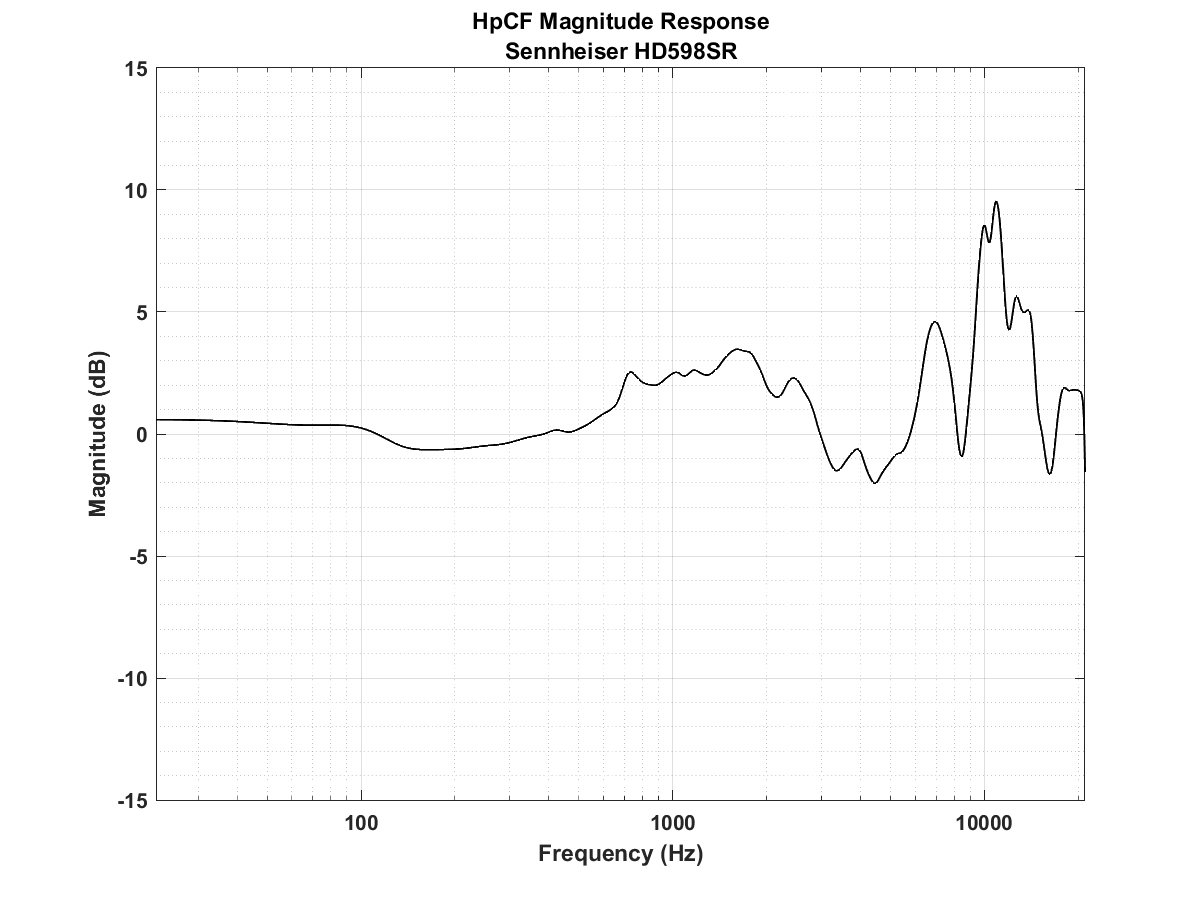 HpCF Magnitude Response
Sennheiser HD598SR
15
10
5
0
-5
-10
-15
Magnitude (dB)
100
1000
10000
Frequency (Hz)